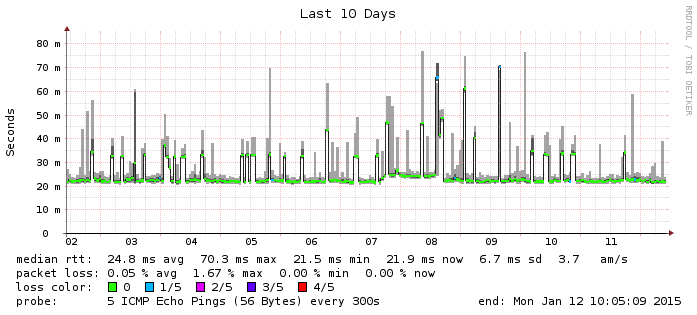 Last 10 Days
RRDTOOL / TOBI OETIKER
Seconds
80 m
70 m
60 m
50 m
40 m
30 m
20 m
10 m
0
02 03 04 05 06 07 08 09 10 11
median rtt: 24.8 ms avg 70.3 ms max 21.5 ms min 21.9 ms now 6.7 ms sd 3.7 am/s
packet loss: 0.05 % avg 1.67 % max 0.00 % min 0.00 % now
loss color: 0 1/5 2/5 3/5 4/5
probe: 5 ICMP Echo Pings (56 Bytes) every 300s end: Mon Jan 12 10:05:09 2015